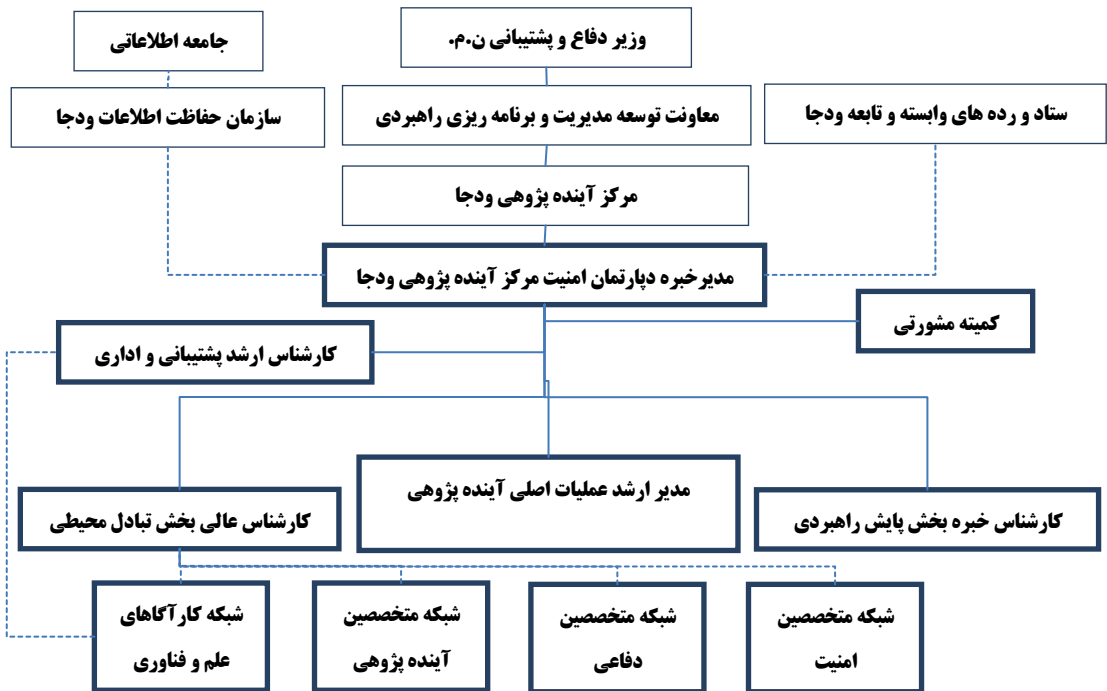 وزیر دفاع و پشتیبانی ن.م.
جامعه اطلاعاتی
ستاد و رده های وابسته و تابعه ودجا
معاونت توسعه مدیریت و برنامه ریزی راهبردی
سازمان حفاظت اطلاعات ودجا
مرکز آینده پژوهی ودجا
مدیرخبره دپارتمان امنیت مرکز آینده پژوهی ودجا
کمیته مشورتی
کارشناس ارشد پشتیبانی و اداری
کارشناس خبره بخش پایش راهبردی
مدیر ارشد عملیات اصلی آینده پژوهی
کارشناس عالی بخش تبادل محیطی
شبکه متخصصین
امنیت
شبکه متخصصین
دفاعی
شبکه متخصصین
آینده پژوهی
شبکه کارآگاهای
علم و فناوری